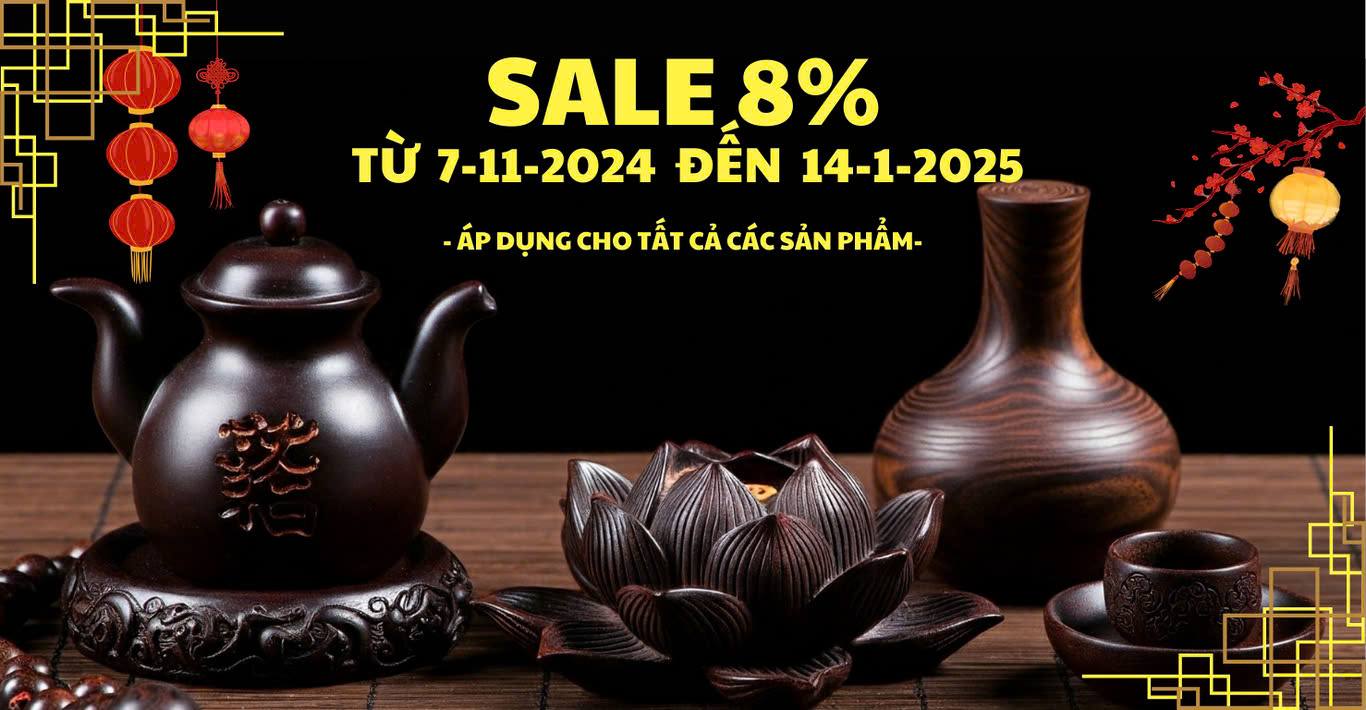 SALE 8%
TỪ 7-11-2024 ĐẾN 14-1-2025
- ÁP DỤNG CHO TẤT CẢ CÁC SẢN PHẨM-